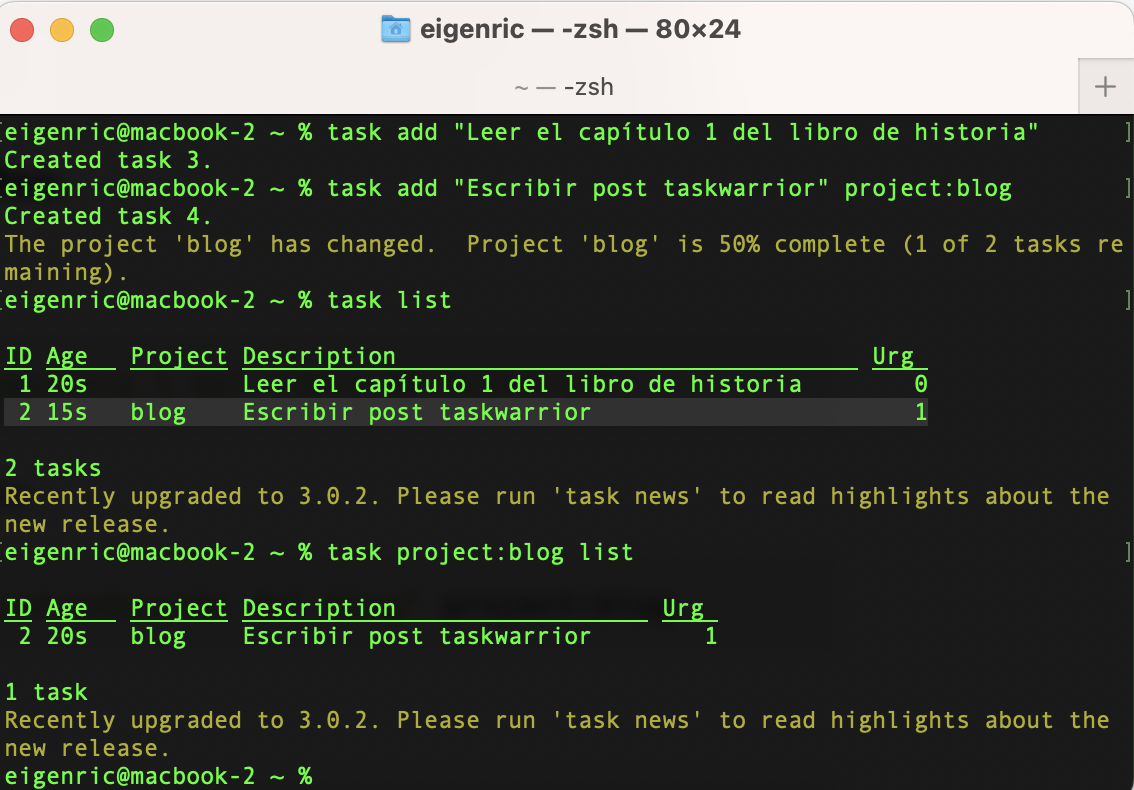 eigenric — -zsh — 80×24
~ — -zsh
+
[eigenric@macbook-2 ~ % task add "Leer el capítulo 1 del libro de historia" ]
Created task 3.
[eigenric@macbook-2 ~ % task add "Escribir post taskwarrior" project:blog ]
Created task 4.
The project 'blog' has changed.  Project 'blog' is 50% complete (1 of 2 tasks re
maining).
[eigenric@macbook-2 ~ % task list ]
ID Age   Project Description                                  Urg
 1 20s           Leer el capítulo 1 del libro de historia        0
 2 15s   blog    Escribir post taskwarrior                       1
2 tasks
Recently upgraded to 3.0.2. Please run 'task news' to read highlights about the
new release.
[eigenric@macbook-2 ~ % task project:blog list ]
ID Age   Project Description                   Urg
 2 20s   blog    Escribir post taskwarrior        1
1 task
Recently upgraded to 3.0.2. Please run 'task news' to read highlights about the
new release.
eigenric@macbook-2 ~ %